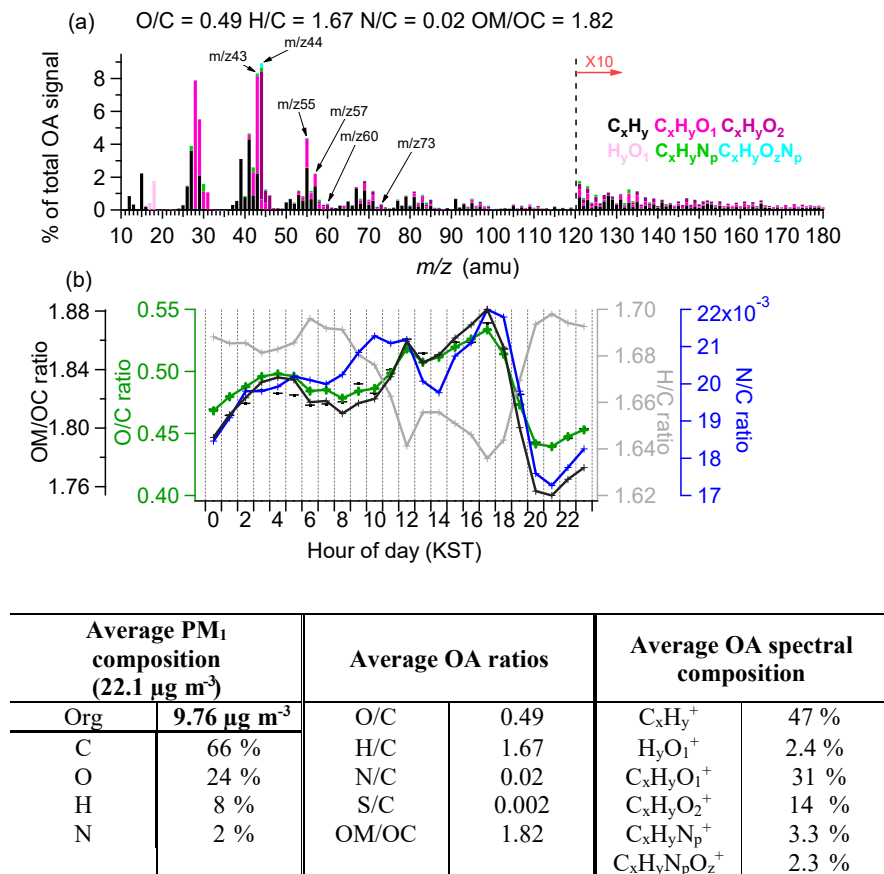 (a) O/C = 0.49 H/C = 1.67 N/C = 0.02 OM/OC = 1.82
X10
m/z43 m/z44
m/z55
m/z57
m/z60
m/z73
CxHy CxHyO1 CxHyO2
HyO1 CxHyNp CxHyOzNp
% of total OA signal
8
6
4
2
0
10 20 30 40 50 60 70 80 90 100 110 120 130 140 150 160 170 180
m/z (amu)
(b)
OM/OC ratio
1.88
1.84
1.80
1.76
O/C ratio
0.55
0.50
0.45
0.40
H/C ratio
1.70
1.68
1.66
1.64
1.62
N/C ratio
22x10-3
21
20
19
18
17
0 2 4 6 8 10 12 14 16 18 20 22
Hour of day (KST)
Average PM1 composition (22.1 µg m-3) Average OA ratios Average OA spectral composition
Org 9.76 µg m-3 O/C 0.49 CxHy+ 47 %
C 66 % H/C 1.67 HyO1+ 2.4 %
O 24 % N/C 0.02 CxHyO1+ 31 %
H 8 % S/C 0.002 CxHyO2+ 14 %
N 2 % OM/OC 1.82 CxHyNp+ 3.3 %
CxHyNpOz+ 2.3 %